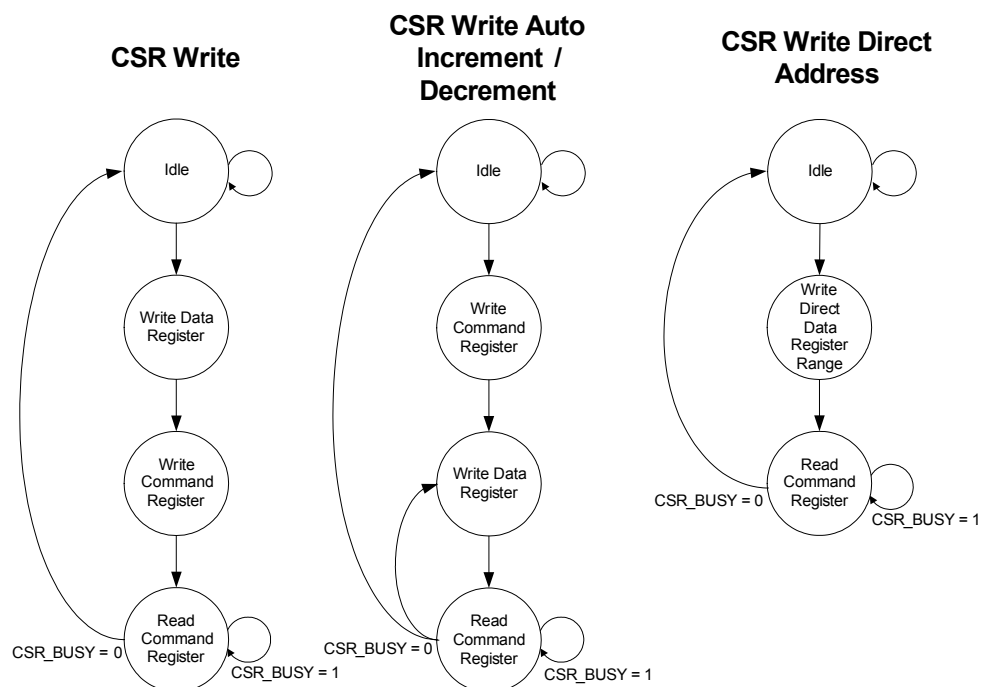 CSR Write
Idle
Write Data
Register
Write
Command
Register
Read
Command
Register
CSR_BUSY = 0
CSR_BUSY = 1
CSR Write Auto
Increment /
Decrement
Idle
Write
Command
Register
Write Data
Register
Read
Command
Register
CSR_BUSY = 0
CSR_BUSY = 1
CSR Write Direct
Address
Idle
Write
Direct
Data
Register
Range
Read
Command
Register
CSR_BUSY = 0
CSR_BUSY = 1